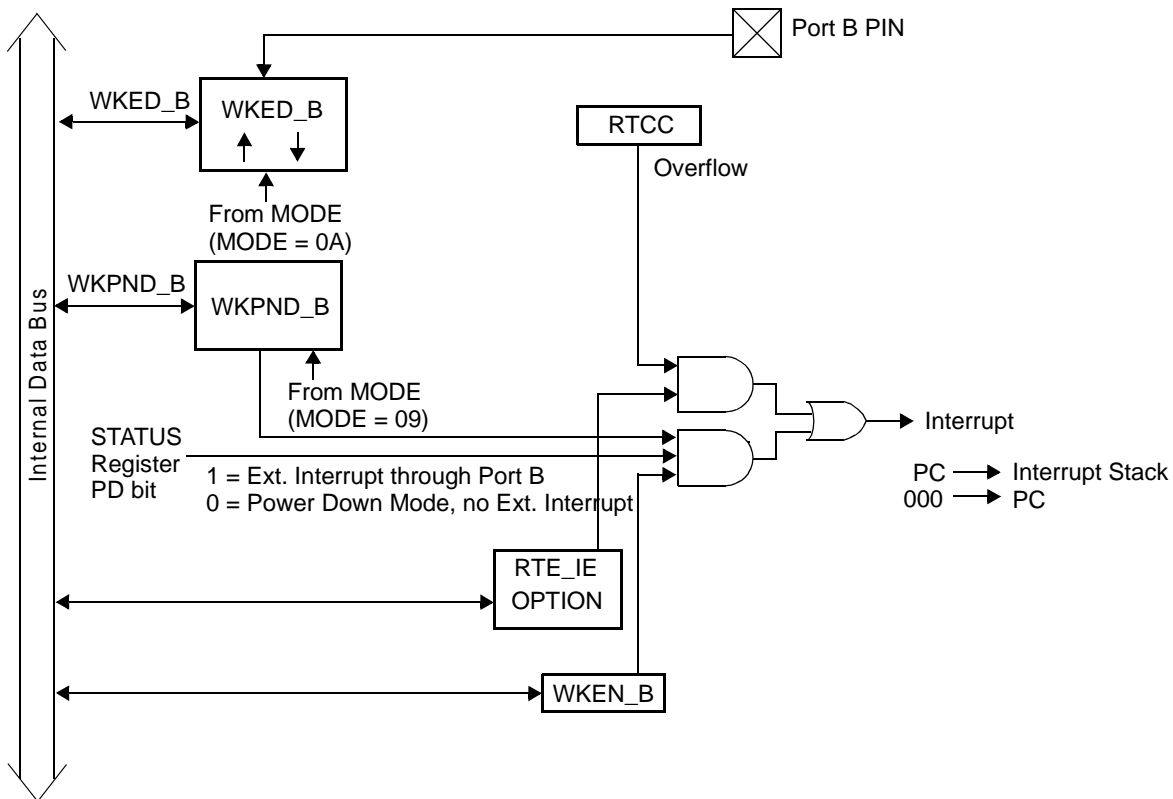 Port B PIN
WKED_B
WKED_B
RTCC
Overflow
From MODE
(MODE = 0A)
WKPND_B
WKPND_B
Internal Data Bus
From MODE
(MODE = 09)
STATUS
Register
PD bit
1 = Ext. Interrupt through Port B
0 = Power Down Mode, no Ext. Interrupt
Interrupt
PC
Interrupt Stack
000
PC
RTE_IE
OPTION
WKEN_B